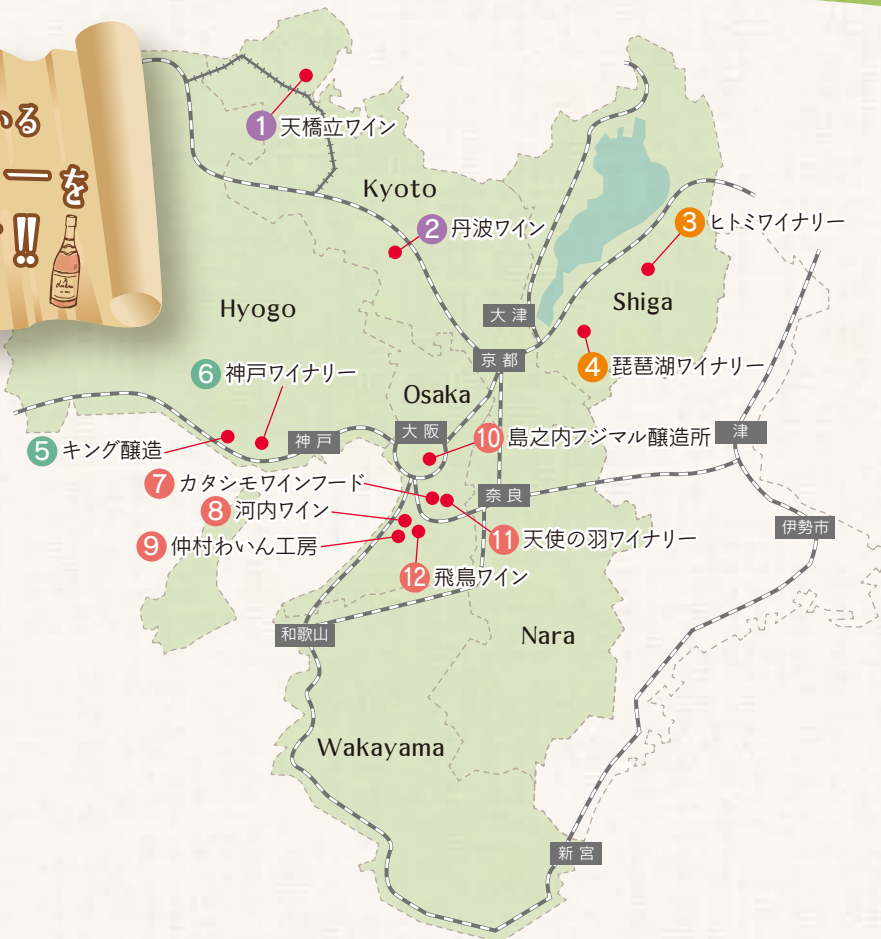 いる
ーを
!!
① 天橋立ワイン
Kyoto
② 丹波ワイン
③ ヒトミワイナリー
Hyogo
Shiga
大津
京都
④ 琵琶湖ワイナリー
⑥ 神戸ワイナリー
Osaka
⑤ キング醸造
神戸
大阪
⑩ 島之内フジマル醸造所
津
⑦ カタシモワインフード
奈良
⑧ 河内ワイン
伊勢市
⑨ 仲村わいん工房
⑪ 天使の羽ワイナリー
⑫ 飛鳥ワイン
和歌山
Nara
Wakayama
新宮